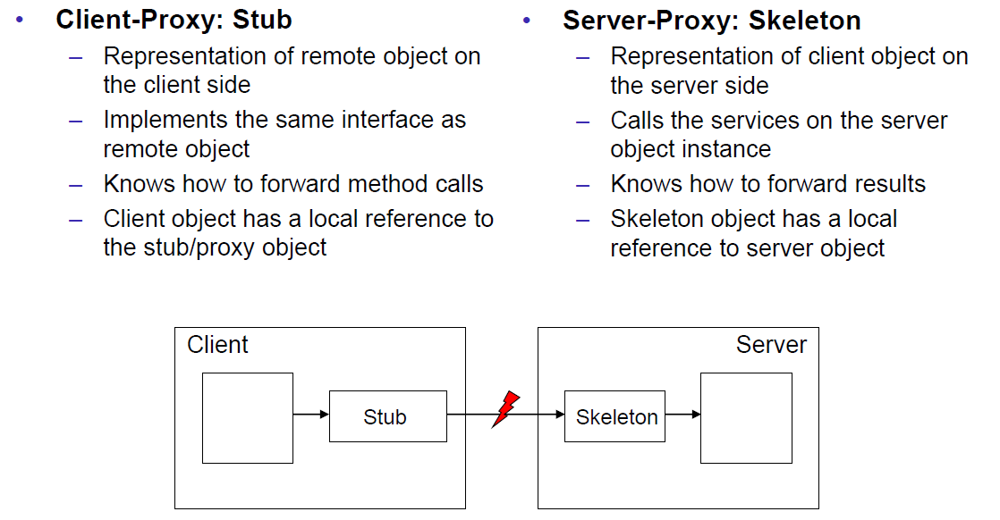 • Client-Proxy: Stub
– Representation of remote object on
the client side
– Implements the same interface as
remote object
– Knows how to forward method calls
– Client object has a local reference to
the stub/proxy object
• Server-Proxy: Skeleton
– Representation of client object on
the server side
– Calls the services on the server
object instance
– Knows how to forward results
– Skeleton object has a local
reference to server object
Client
Stub
Server
Skeleton